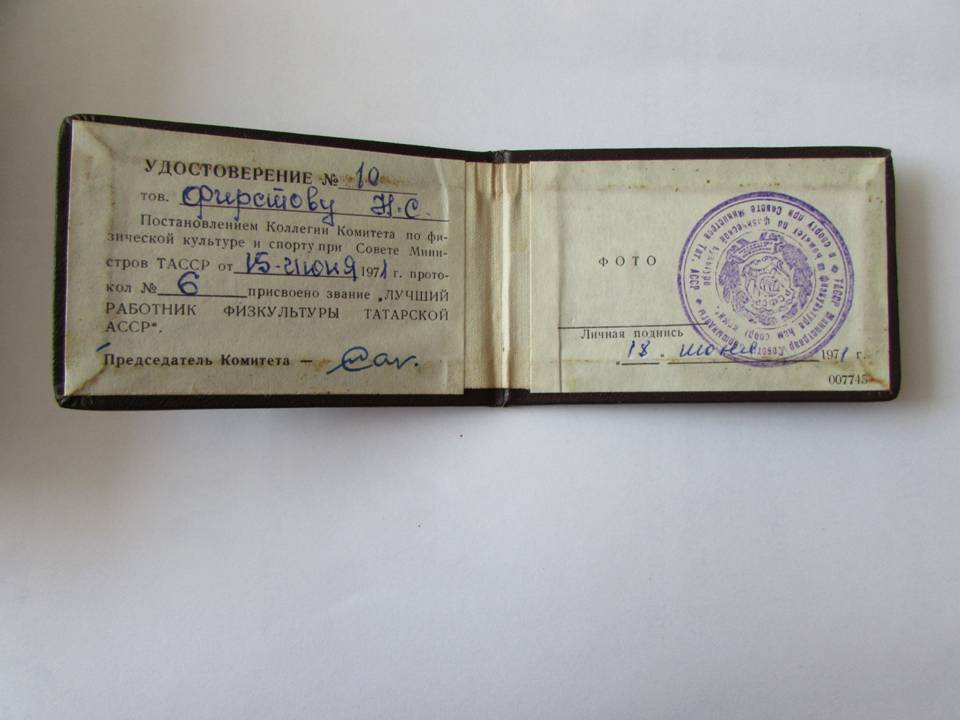 УДОСТОВЕРЕНИЕ № 10
тов. Фирстову Н.С.
Постановлением Коллегии Комитета по фи-
зической культуре и спорту при Совете Мини-
стров ТАССР от 15-июня 1971 г. прото-
кол № 6 присвоено звание „ЛУЧШИЙ
РАБОТНИК ФИЗКУЛЬТУРЫ ТАТАРСКОЙ
АССР".
Председатель Комитета —
ФОТО
Личная подпись
18. июня 1971 г.
007745